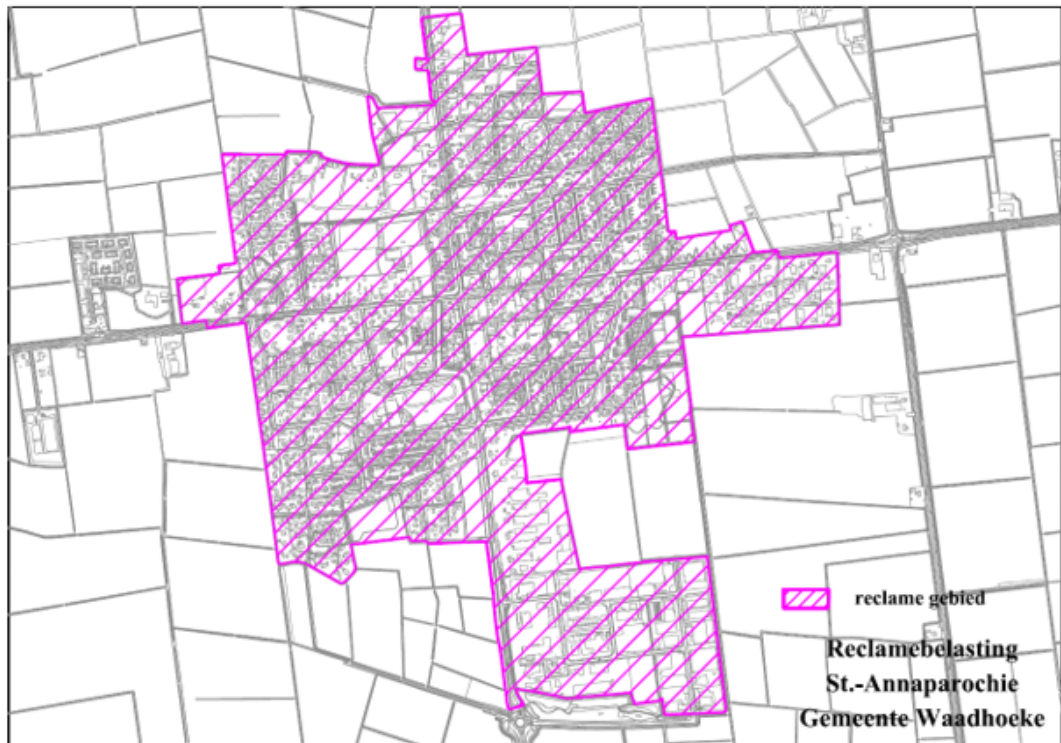 reclame gebied
Reclamebelasting
St.-Annaparochie
Gemeente Waadhoeke